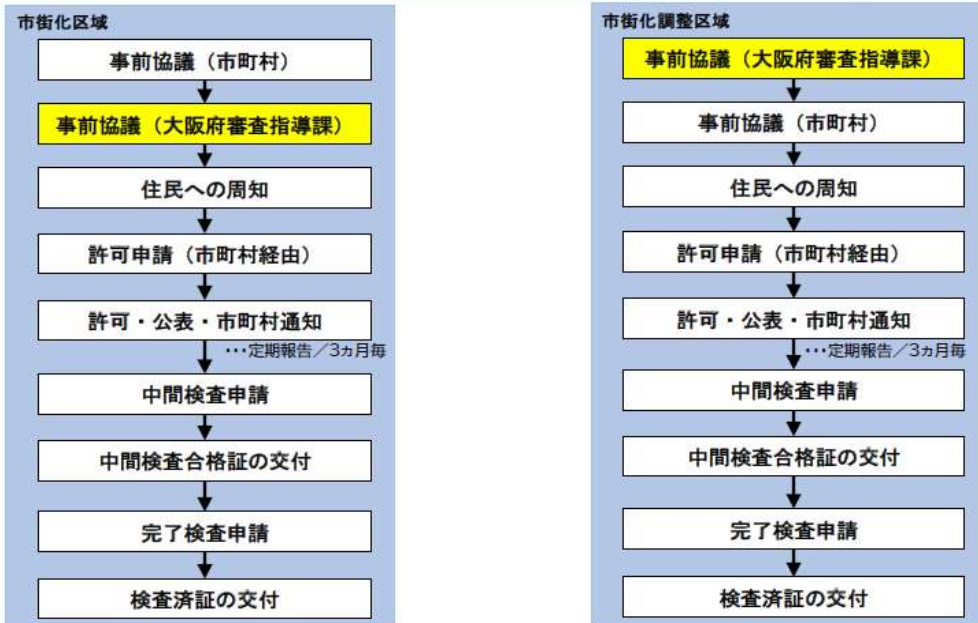 市街化区域
事前協議（市町村）
事前協議（大阪府審査指導課）
住民への周知
許可申請（市町村経由）
許可・公表・市町村通知
･･･定期報告／3ヵ月毎
中間検査申請
中間検査合格証の交付
完了検査申請
検査済証の交付
市街化調整区域
事前協議（大阪府審査指導課）
事前協議（市町村）
住民への周知
許可申請（市町村経由）
許可・公表・市町村通知
･･･定期報告／3ヵ月毎
中間検査申請
中間検査合格証の交付
完了検査申請
検査済証の交付